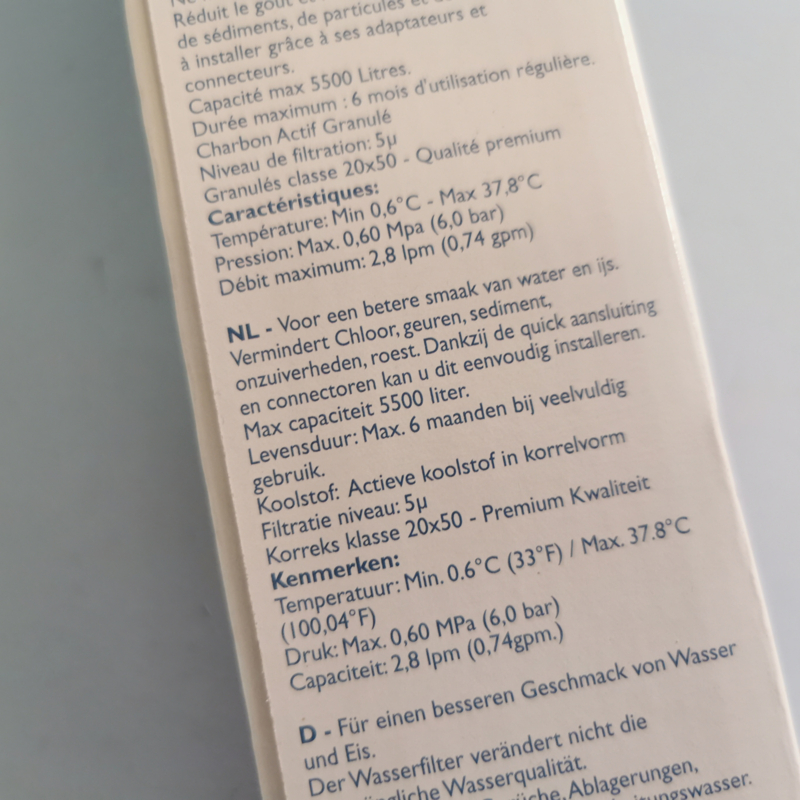 Réduit le goût
de sédiments, de particules et
à installer grâce à ses adaptateurs et
connecteurs.
Capacité max 5500 Litres.
Durée maximum : 6 mois d'utilisation régulière.
Charbon Actif Granulé
Niveau de filtration: 5µ
Granulés classe 20x50 - Qualité premium
Caractéristiques:
Température: Min 0,6°C - Max 37,8°C
Pression: Max. 0,60 Mpa (6,0 bar)
Débit maximum: 2,8 lpm (0,74 gpm)
NL - Voor een betere smaak van water en ijs.
Vermindert Chloor, geuren, sediment,
onzuiverheden, roest. Dankzij de quick aansluiting
en connectoren kan u dit eenvoudig installeren.
Max capaciteit 5500 liter.
Levensduur: Max. 6 maanden bij veelvuldig
gebruik.
Koolstof: Actieve koolstof in korrelvorm
Filtratie niveau: 5µ
Korreks klasse 20x50 - Premium Kwaliteit
Kenmerken:
Temperatuur: Min. 0.6°C (33°F) / Max. 37.8°C
(100,04°F)
Druk: Max. 0,60 MPa (6,0 bar)
Capaciteit: 2,8 lpm (0,74gpm.)
D - Für einen besseren Geschmack von Wasser
und Eis.
Der Wasserfilter verändert nicht die
Wasserqualität.
Ablagerungen,